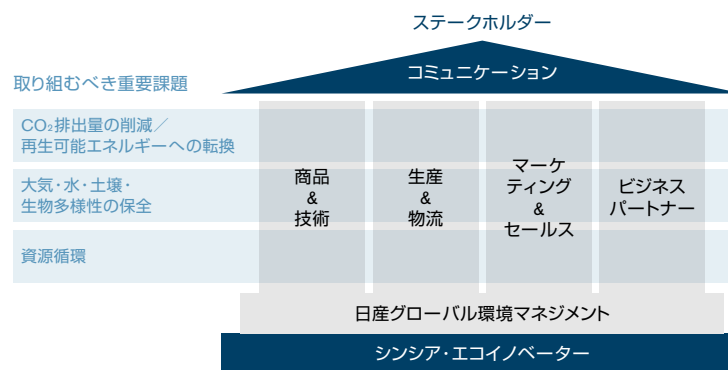 ステークホルダー
コミュニケーション
取り組むべき重要課題
CO₂排出量の削減／
再生可能エネルギーへの転換
大気・水・土壌・
生物多様性の保全
資源循環
商品
&
技術
生産
&
物流
マーケ
ティング
&
セールス
ビジネス
パートナー
日産グローバル環境マネジメント
シンシア・エコイノベーター